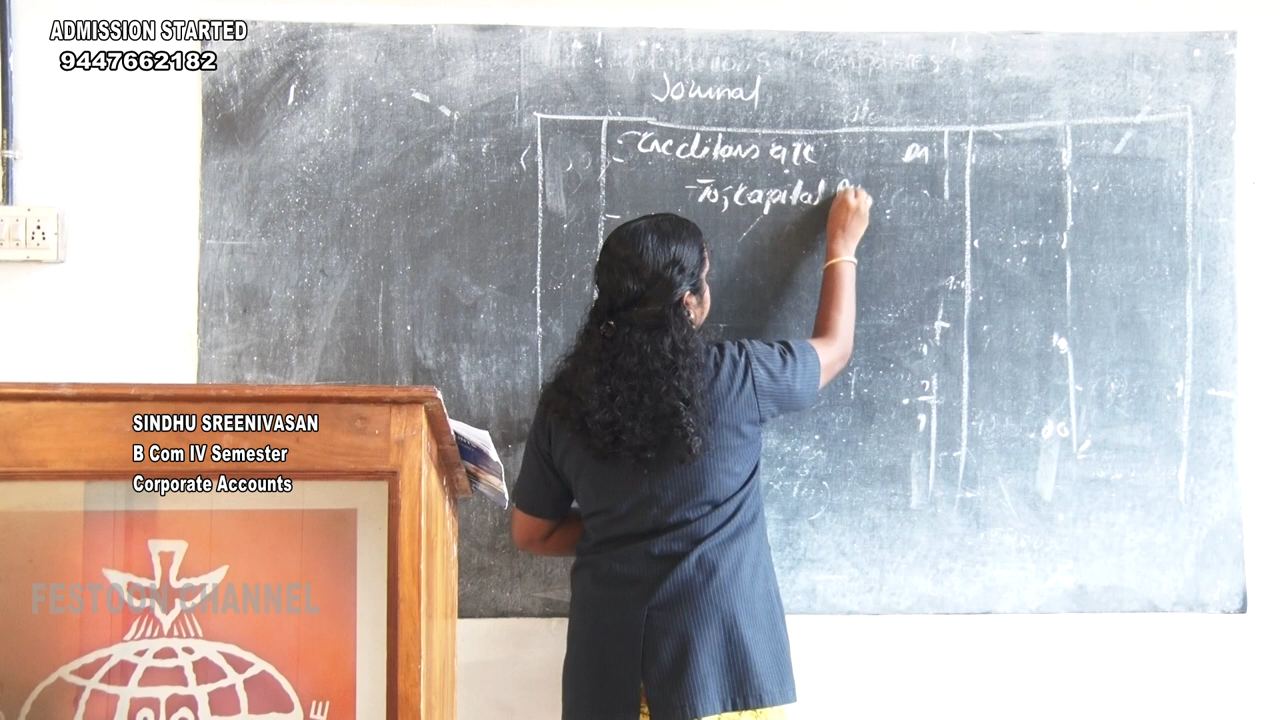 ADMISSION STARTED
9447662182
Journal
Creditors a/c Dr
To, capital
SINDHU SREENIVASAN
B Com IV Semester
Corporate Accounts
FESTOON CHANNEL